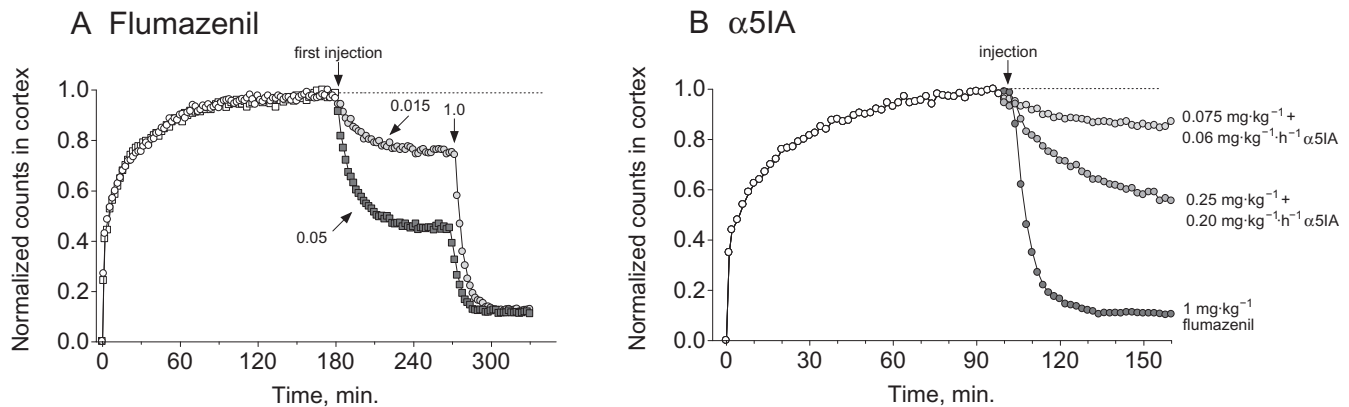 A Flumazenil
first injection
Normalized counts in cortex
1.0
0.8
0.6
0.4
0.2
0.0
0.015
1.0
0.05
0 60 120 180 240 300
Time, min.
B α5IA
injection
Normalized counts in cortex
1.0
0.8
0.6
0.4
0.2
0.0
0.075 mg·kg⁻¹ +
0.06 mg·kg⁻¹·h⁻¹ α5IA
0.25 mg·kg⁻¹ +
0.20 mg·kg⁻¹·h⁻¹ α5IA
1 mg·kg⁻¹
flumazenil
0 30 60 90 120 150
Time, min.